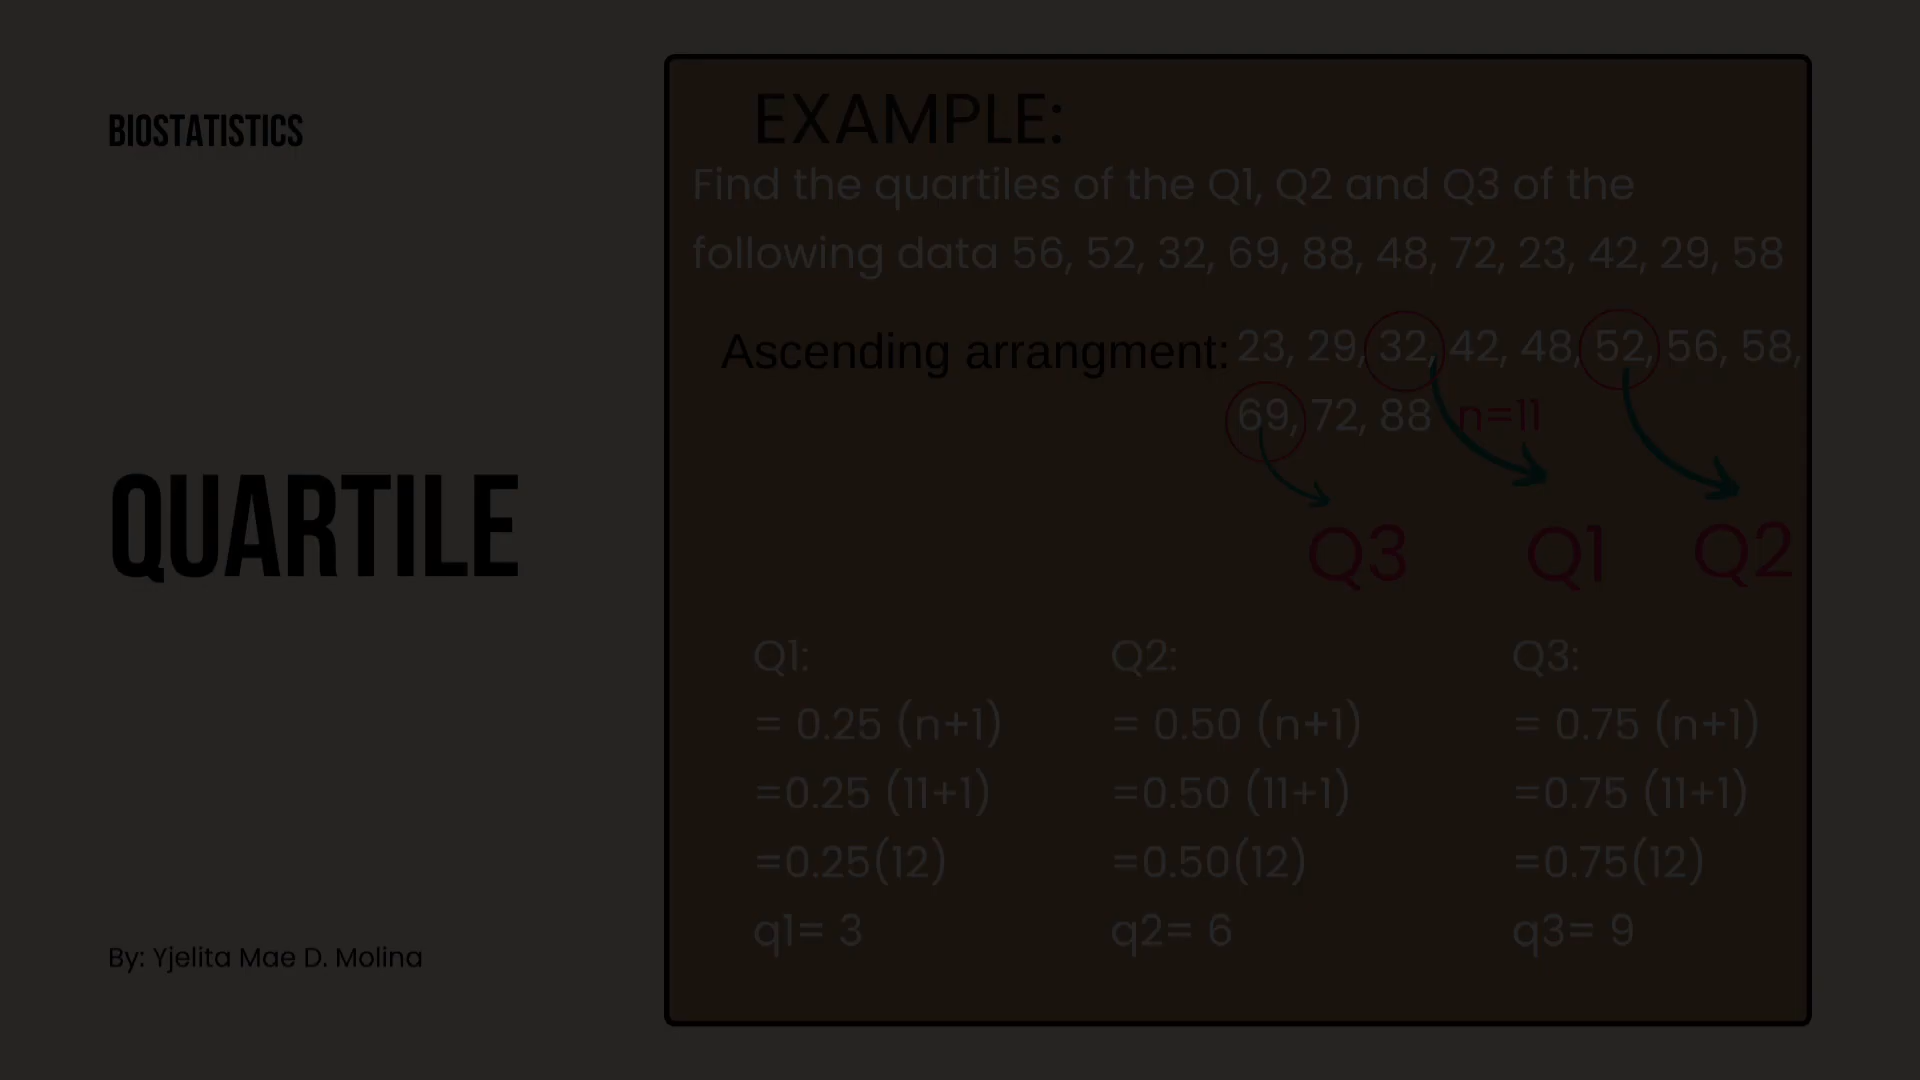 BIOSTATISTICS
QUARTILE
By: Yjelita Mae D. Molina
EXAMPLE:
Find the quartiles of the Q1, Q2 and Q3 of the
following data 56, 52, 32, 69, 88, 48, 72, 23, 42, 29, 58
Ascending arrangment: 23, 29, 32, 42, 48, 52, 56, 58,
69, 72, 88 n=11
Q3 Q1 Q2
Q1:
= 0.25 (n+1)
=0.25 (11+1)
=0.25(12)
q1= 3
Q2:
= 0.50 (n+1)
=0.50 (11+1)
=0.50(12)
q2= 6
Q3:
= 0.75 (n+1)
=0.75 (11+1)
=0.75(12)
q3= 9